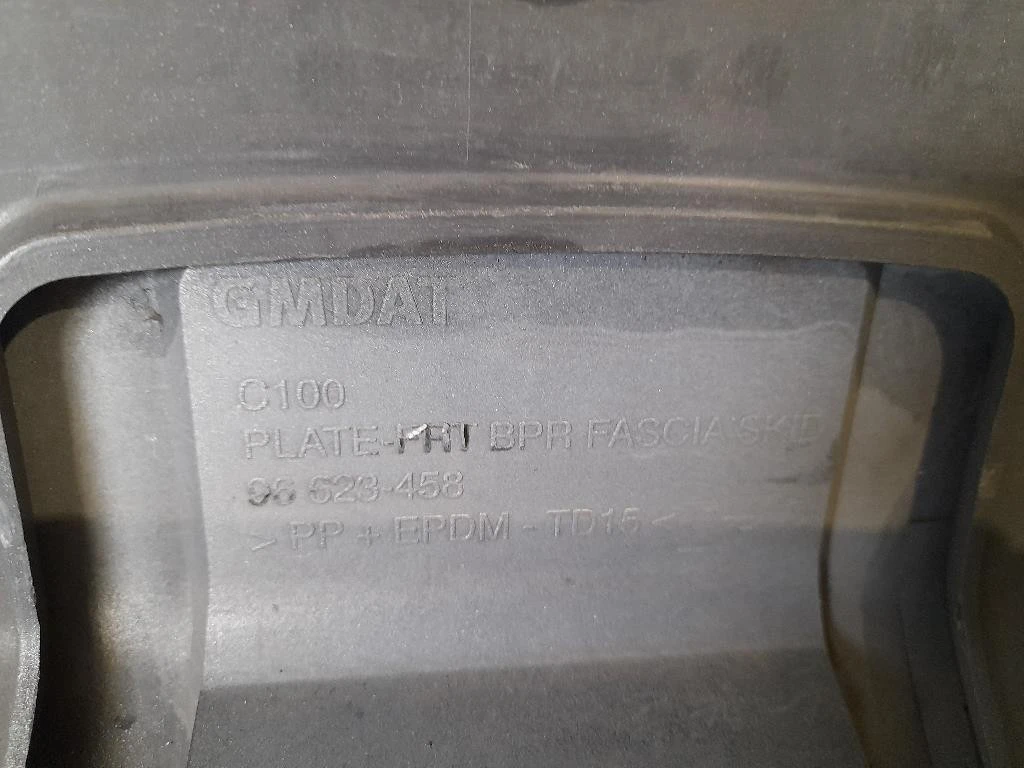 GMDAT
C100
PLATE-FRT BPR FASCIA SKID
96 623-458
> PP + EPDM - TD15 <